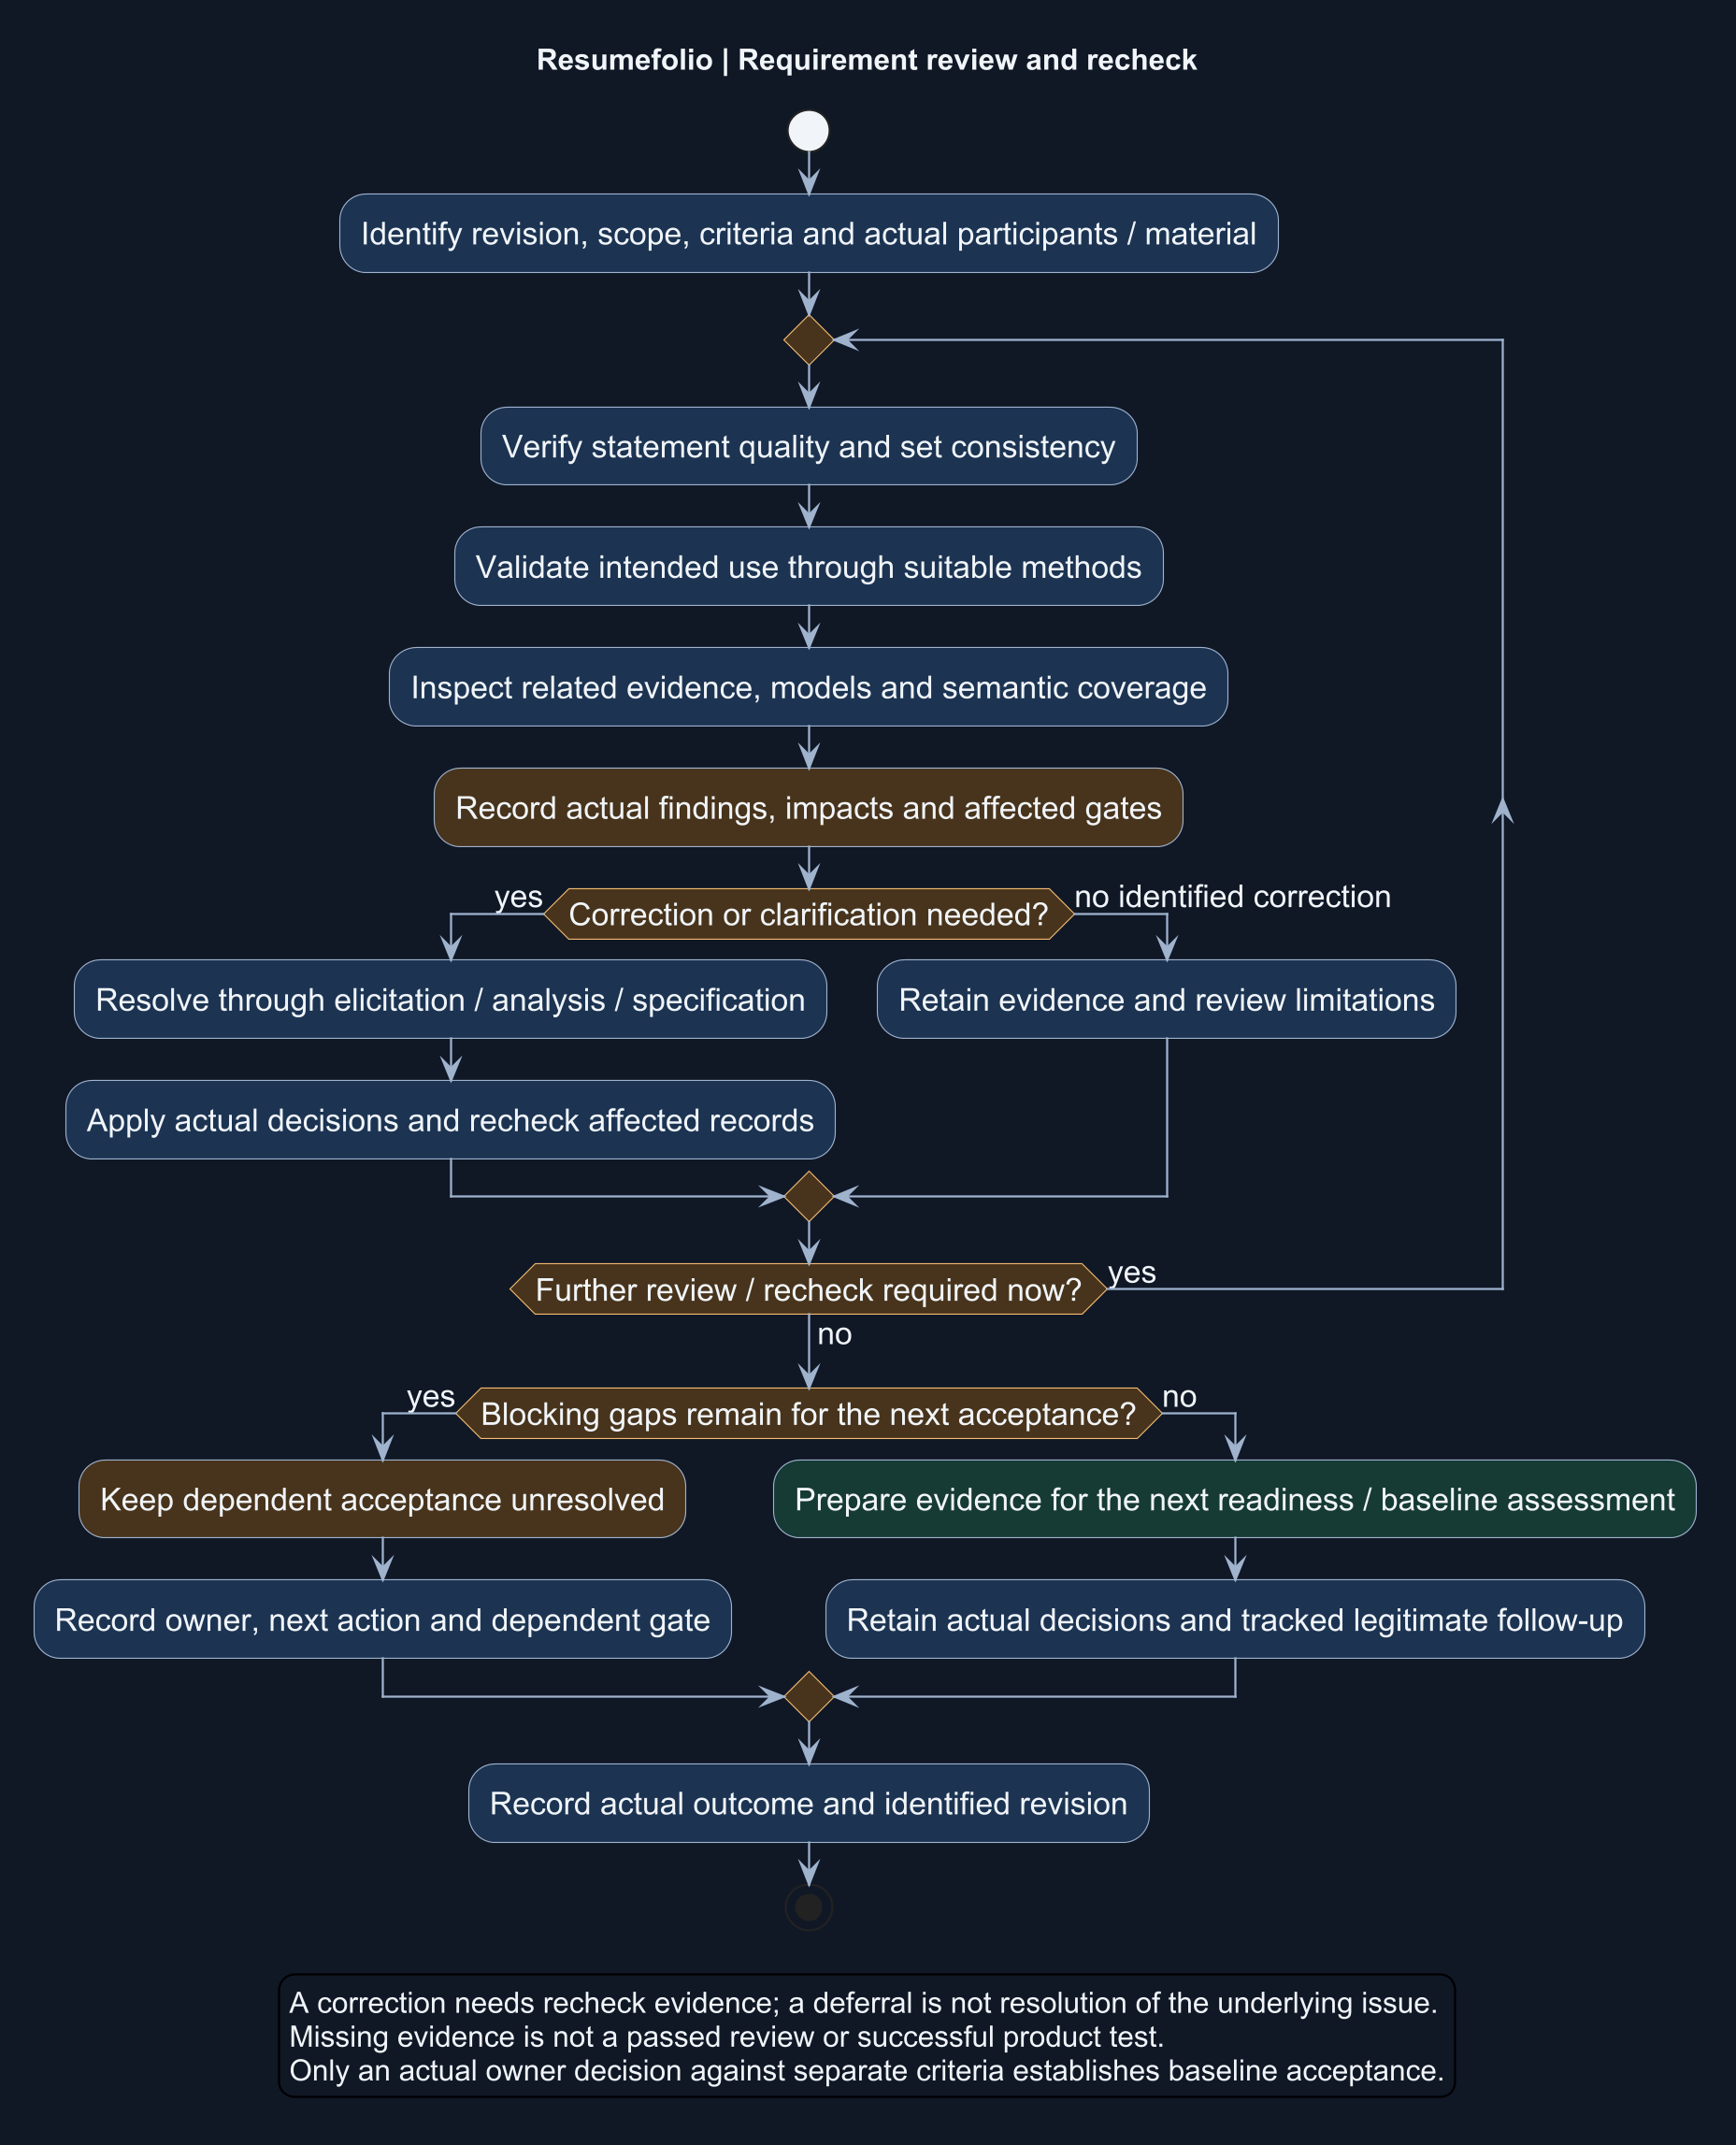 Resumefolio | Requirement review and recheck
Identify revision, scope, criteria and actual participants / material
Verify statement quality and set consistency
Validate intended use through suitable methods
Inspect related evidence, models and semantic coverage
Record actual findings, impacts and affected gates
yes
Correction or clarification needed?
no identified correction
Resolve through elicitation / analysis / specification
Retain evidence and review limitations
Apply actual decisions and recheck affected records
Further review / recheck required now?
yes
no
yes
Blocking gaps remain for the next acceptance?
no
Keep dependent acceptance unresolved
Prepare evidence for the next readiness / baseline assessment
Record owner, next action and dependent gate
Retain actual decisions and tracked legitimate follow-up
Record actual outcome and identified revision
A correction needs recheck evidence; a deferral is not resolution of the underlying issue.
Missing evidence is not a passed review or successful product test.
Only an actual owner decision against separate criteria establishes baseline acceptance.